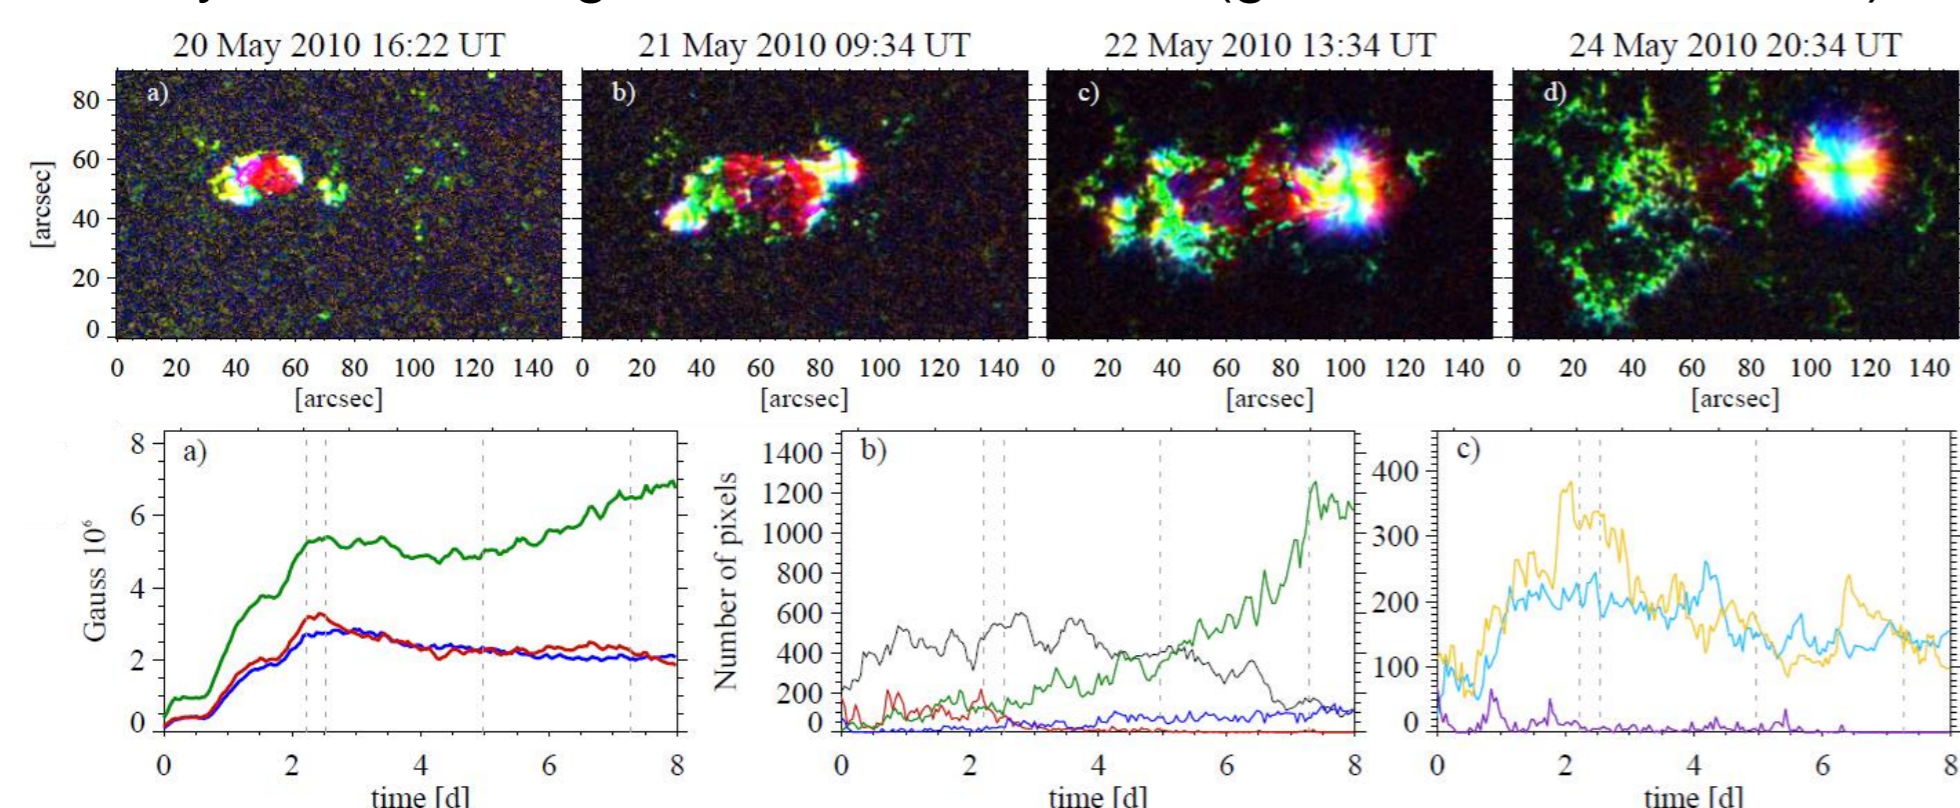 20 May 2010 16:22 UT
21 May 2010 09:34 UT
22 May 2010 13:34 UT
24 May 2010 20:34 UT
a)
b)
c)
d)
80
60
40
20
0
[arcsec]
0 20 40 60 80 100 120 140
0 20 40 60 80 100 120 140
0 20 40 60 80 100 120 140
0 20 40 60 80 100 120 140
[arcsec]
[arcsec]
[arcsec]
[arcsec]
a)
8
6
4
2
0
Gauss 10⁶
0 2 4 6 8
time [d]
b)
1400
1200
1000
800
600
400
200
0
Number of pixels
0 2 4 6 8
time [d]
c)
400
300
200
100
0
0 2 4 6 8
time [d]